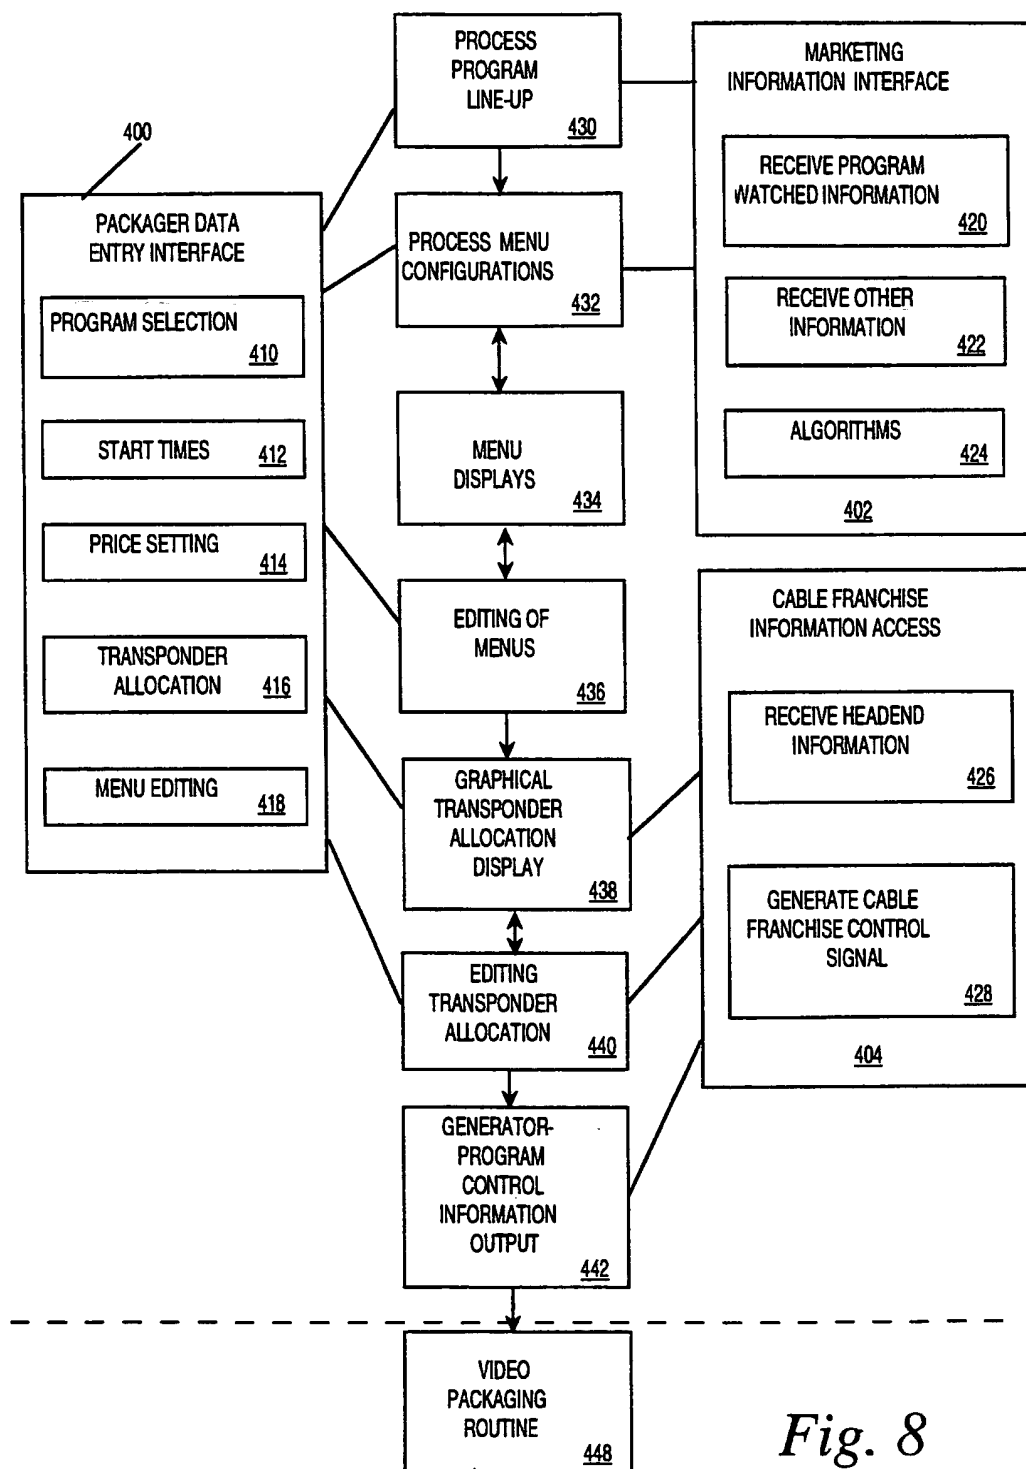 400
PACKAGER DATA
ENTRY INTERFACE
PROGRAM SELECTION
410
START TIMES
412
PRICE SETTING
414
TRANSPONDER
ALLOCATION
416
MENU EDITING
418
PROCESS
PROGRAM
LINE-UP
430
PROCESS MENU
CONFIGURATIONS
432
MENU
DISPLAYS
434
EDITING OF
MENUS
436
GRAPHICAL
TRANSPONDER
ALLOCATION
DISPLAY
438
EDITING
TRANSPONDER
ALLOCATION
440
GENERATOR-
PROGRAM
CONTROL
INFORMATION
OUTPUT
442
VIDEO
PACKAGING
ROUTINE
448
MARKETING
INFORMATION INTERFACE
RECEIVE PROGRAM
WATCHED INFORMATION
420
RECEIVE OTHER
INFORMATION
422
ALGORITHMS
424
402
CABLE FRANCHISE
INFORMATION ACCESS
RECEIVE HEADEND
INFORMATION
426
GENERATE CABLE
FRANCHISE CONTROL
SIGNAL
428
404
Fig. 8